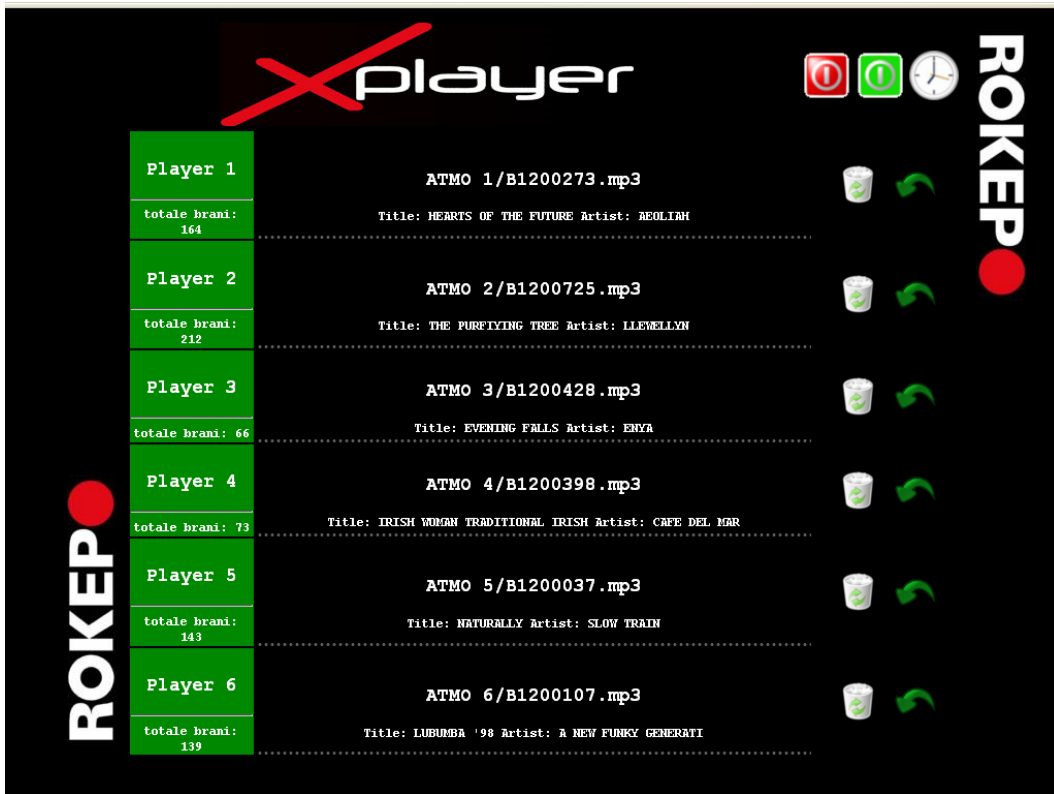 Xplayer
ROKEP
Player 1
ATMO 1/B1200273.mp3
totale brani:
164
Title: HEARTS OF THE FUTURE Artist: AEOLIAH
Player 2
ATMO 2/B1200725.mp3
totale brani:
212
Title: THE PURFIYING TREE Artist: LLEWELLYN
Player 3
ATMO 3/B1200428.mp3
totale brani: 66
Title: EVENING FALLS Artist: ENYA
Player 4
ATMO 4/B1200398.mp3
totale brani: 73
Title: IRISH WOMAN TRADITIONAL IRISH Artist: CAFE DEL MAR
Player 5
ATMO 5/B1200037.mp3
totale brani:
143
Title: NATURALLY Artist: SLOW TRAIN
Player 6
ATMO 6/B1200107.mp3
totale brani:
139
Title: LUBUMBA '98 Artist: A NEW FUNKY GENERATI
ROKEP